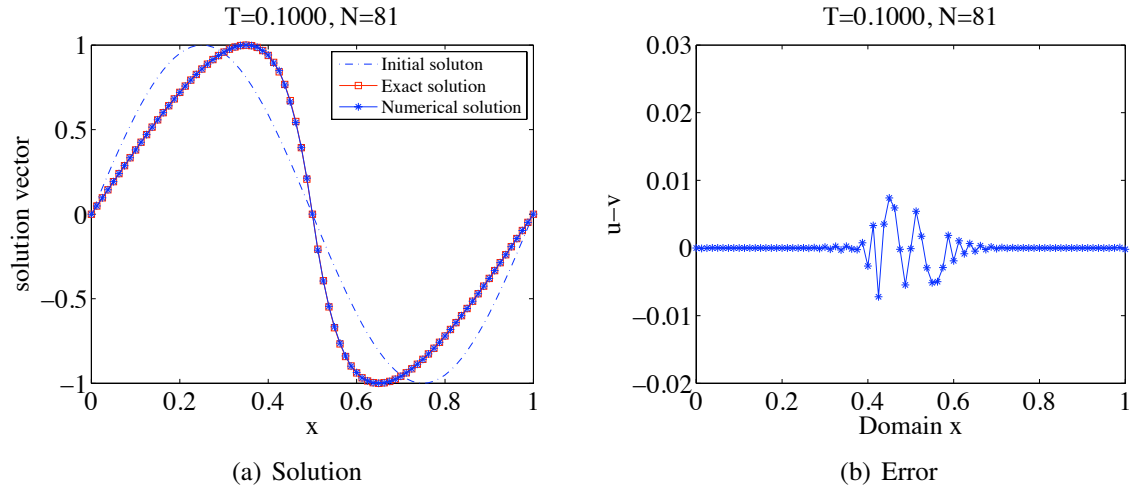 T=0.1000, N=81
1
0.5
0
−0.5
−1
0
0.2
0.4
0.6
0.8
1
x
solution vector
Initial soluton
Exact solution
Numerical solution
(a) Solution
T=0.1000, N=81
0.03
0.02
0.01
0
−0.01
−0.02
0
0.2
0.4
0.6
0.8
1
Domain x
u−v
(b) Error